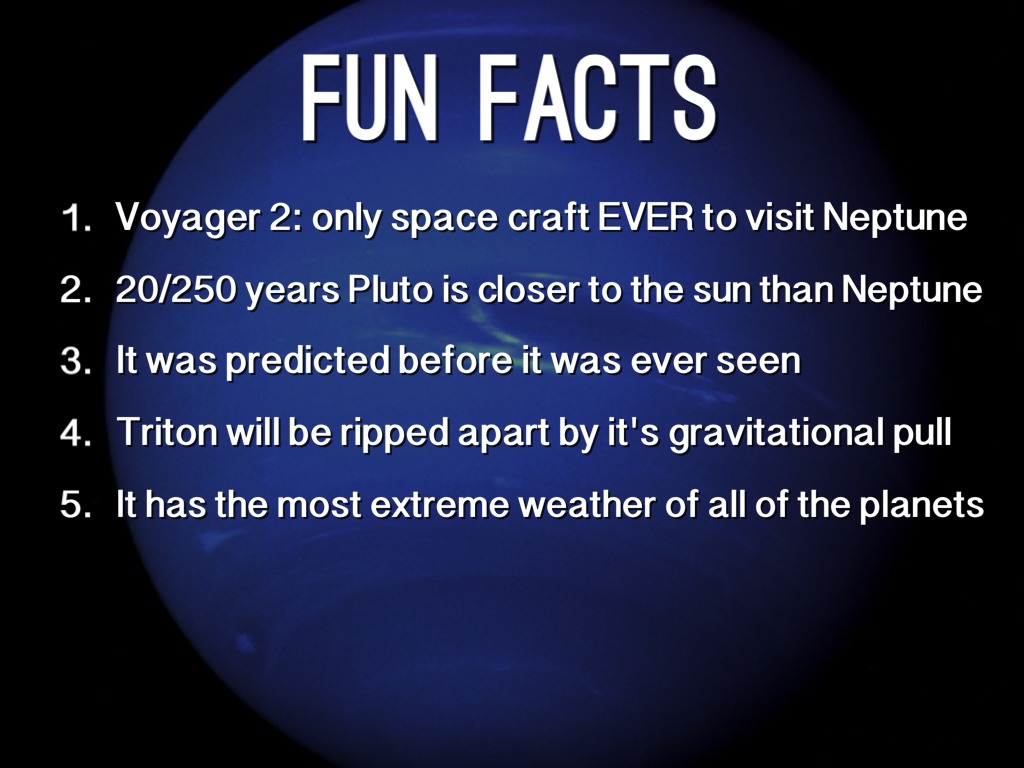 FUN FACTS
1. Voyager 2: only space craft EVER to visit Neptune
2. 20/250 years Pluto is closer to the sun than Neptune
3. It was predicted before it was ever seen
4. Triton will be ripped apart by it's gravitational pull
5. It has the most extreme weather of all of the planets